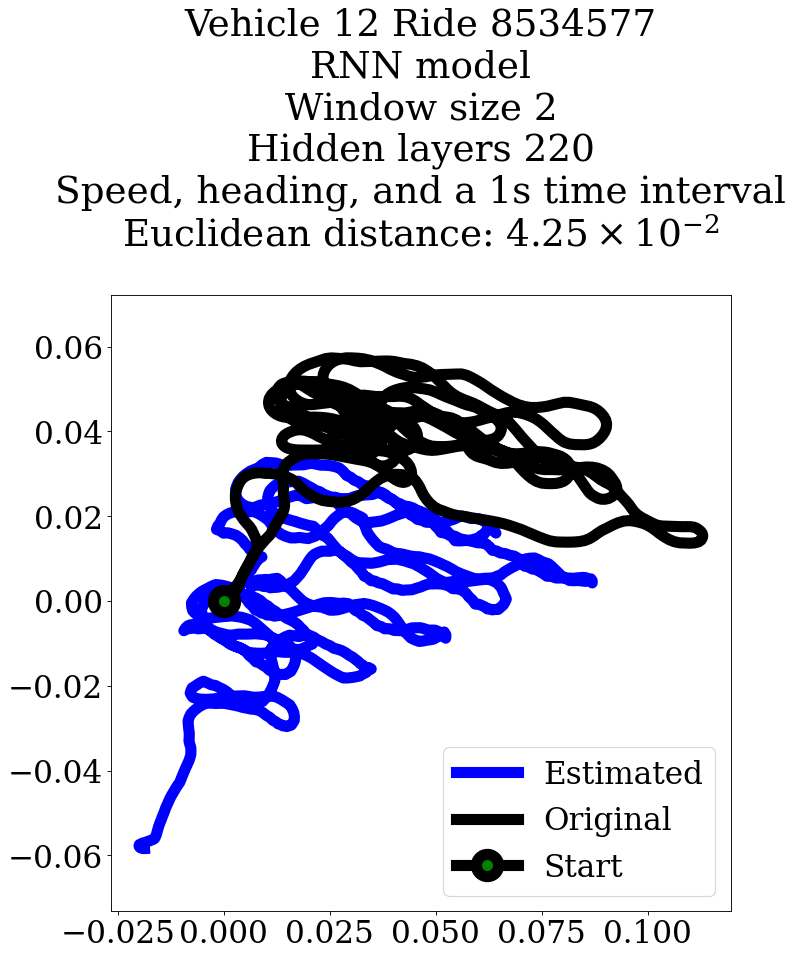 Vehicle 12 Ride 8534577
RNN model
Window size 2
Hidden layers 220
Speed, heading, and a 1s time interval
Euclidean distance: 4.25 × 10⁻²
0.06
0.04
0.02
0.00
−0.02
−0.04
−0.06
Estimated
Original
Start
−0.025 0.000 0.025 0.050 0.075 0.100